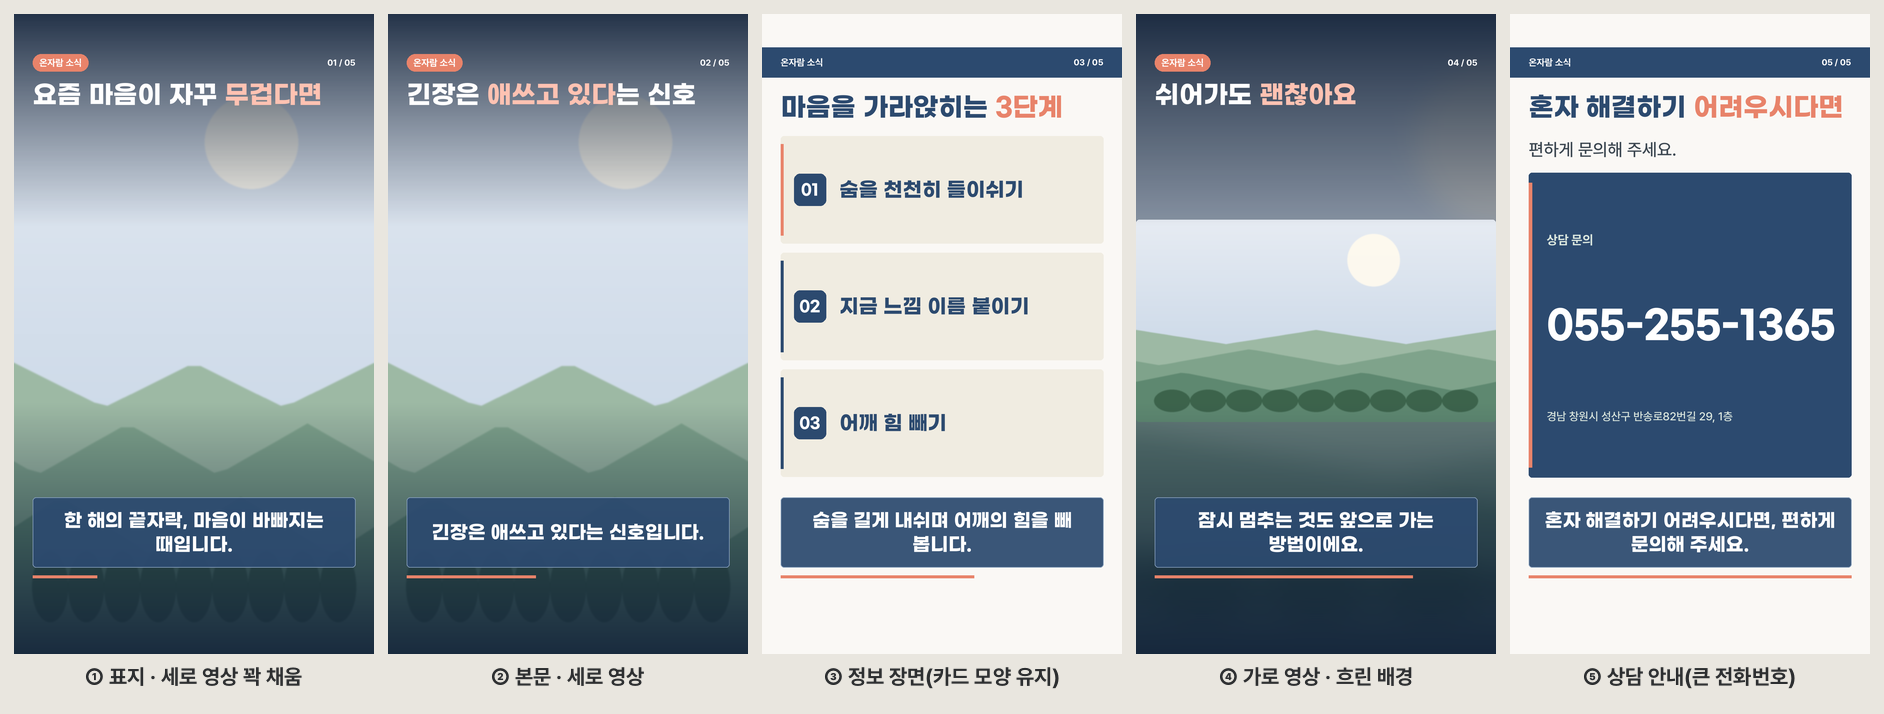 온자람 소식
01 / 05
요즘 마음이 자꾸 무겁다면
한 해의 끝자락, 마음이 바빠지는
때입니다.
① 표지 · 세로 영상 꽉 채움
온자람 소식
02 / 05
긴장은 애쓰고 있다는 신호
긴장은 애쓰고 있다는 신호입니다.
② 본문 · 세로 영상
온자람 소식
03 / 05
마음을 가라앉히는 3단계
01 숨을 천천히 들이쉬기
02 지금 느낌 이름 붙이기
03 어깨 힘 빼기
숨을 길게 내쉬며 어깨의 힘을 빼
봅니다.
③ 정보 장면(카드 모양 유지)
온자람 소식
04 / 05
쉬어가도 괜찮아요
잠시 멈추는 것도 앞으로 가는
방법이에요.
④ 가로 영상 · 흐린 배경
온자람 소식
05 / 05
혼자 해결하기 어려우시다면
편하게 문의해 주세요.
상담 문의
055-255-1365
경남 창원시 성산구 반송로82번길 29, 1층
혼자 해결하기 어려우시다면, 편하게
문의해 주세요.
⑤ 상담 안내(큰 전화번호)